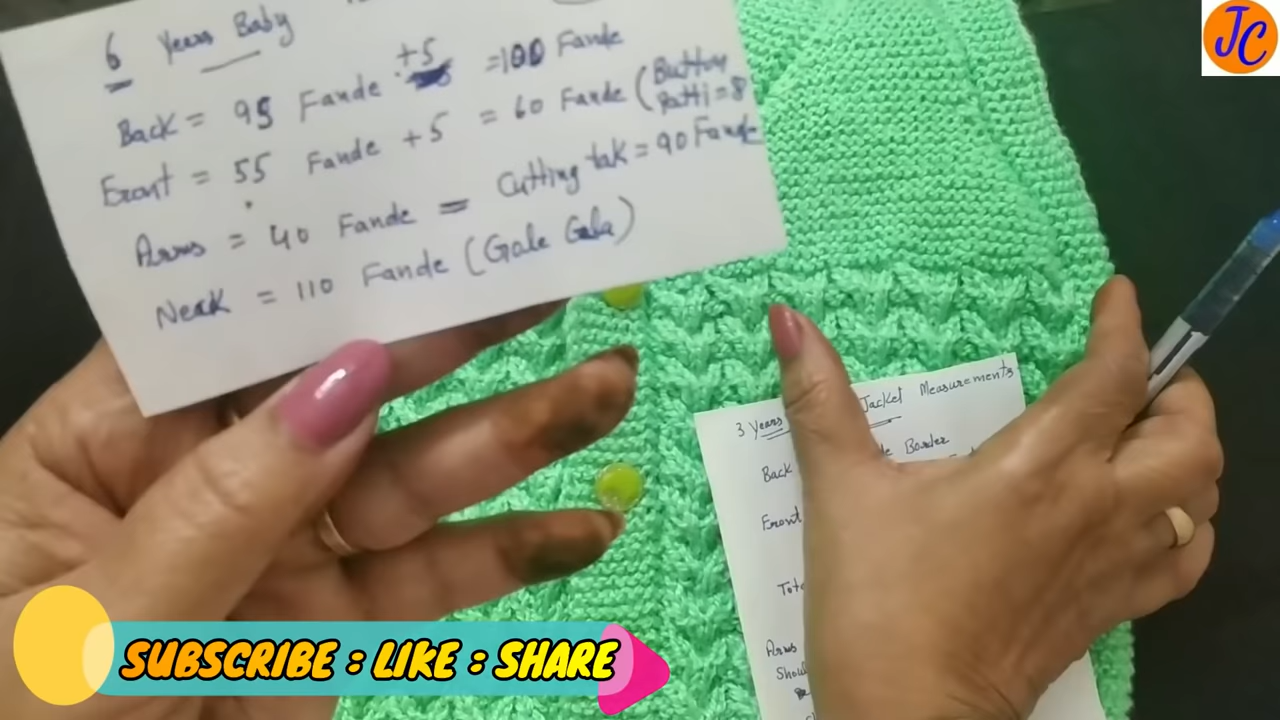 JC
6 Years Baby
Back = 95 Fande +5 =100 Fande
Front = 55 Fande +5 = 60 Fande (Button Patti = 8
Arms = 40 Fande = Cutting tak = 90 Fande
Neak = 110 Fande (Gole Gala)
3 Years Jacket Measurements
Back Border
Front
Arms
SUBSCRIBE : LIKE : SHARE